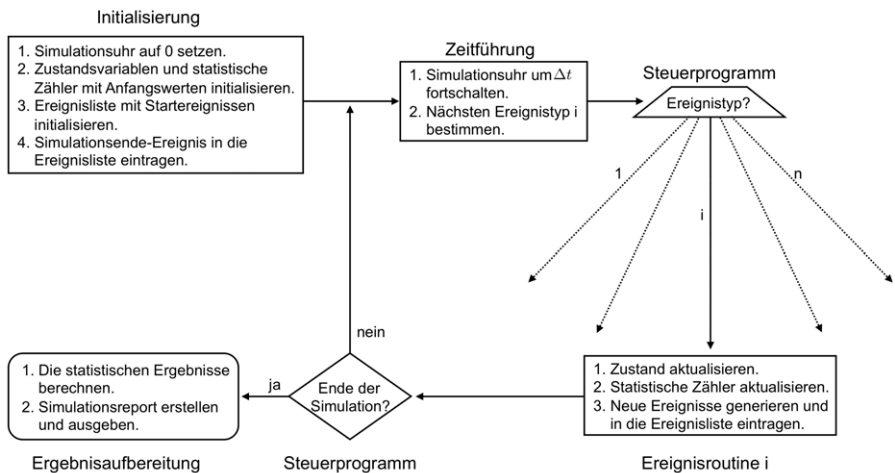 Initialisierung
1. Simulationsuhr auf 0 setzen.
2. Zustandsvariablen und statistische
Zähler mit Anfangswerten initialisieren.
3. Ereignisliste mit Startereignissen
initialisieren.
4. Simulationsende-Ereignis in die
Ereignisliste eintragen.
Zeitführung
1. Simulationsuhr um Δt
fortschalten.
2. Nächsten Ereignistyp i
bestimmen.
Steuerprogramm
Ereignistyp?
1
i
n
nein
1. Die statistischen Ergebnisse
berechnen.
2. Simulationsreport erstellen
und ausgeben.
ja
Ende der
Simulation?
1. Zustand aktualisieren.
2. Statistische Zähler aktualisieren.
3. Neue Ereignisse generieren und
in die Ereignisliste eintragen.
Ergebnisaufbereitung
Steuerprogramm
Ereignisroutine i